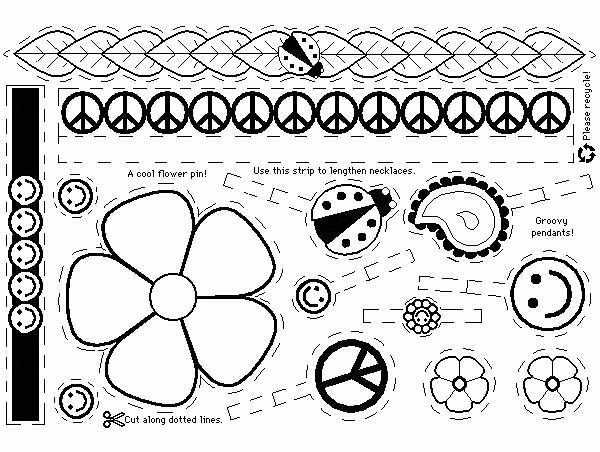 Please recycle!
A cool flower pin!
Use this strip to lengthen necklaces.
Groovy
pendants!
Cut along dotted lines.